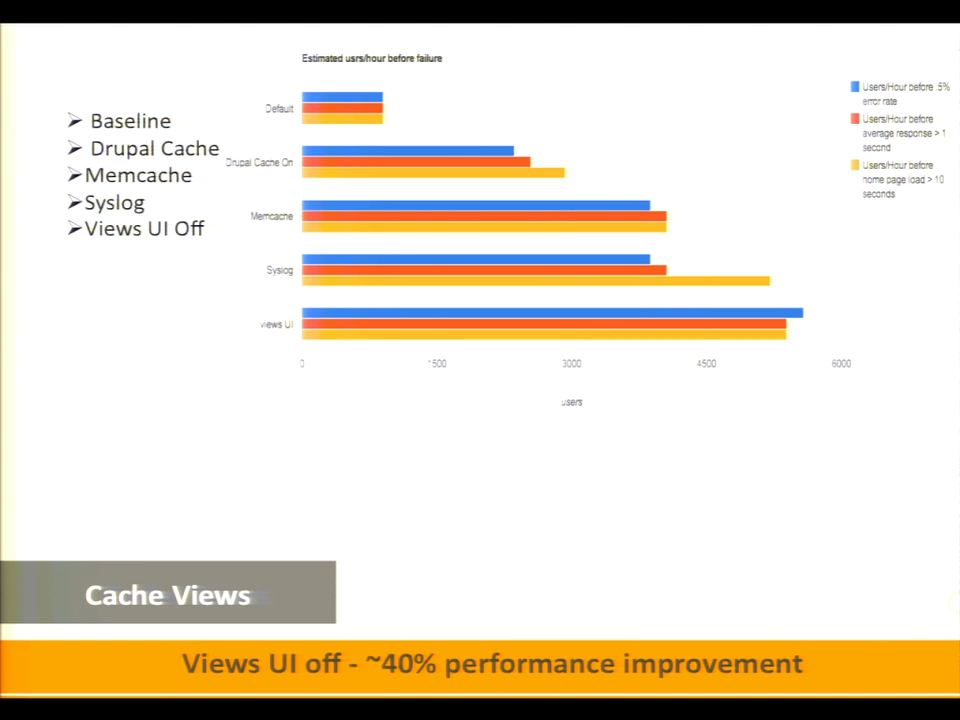 Estimated usrs/hour before failure
➢ Baseline
➢ Drupal Cache
➢Memcache
➢Syslog
➢Views UI Off
Default
Drupal Cache On
Memcache
Syslog
views UI
0 1500 3000 4500 6000
users
Users/Hour before .5%
error rate
Users/Hour before
average response > 1
second
Users/Hour before
home page load > 10
seconds
Cache Views
Views UI off - ~40% performance improvement